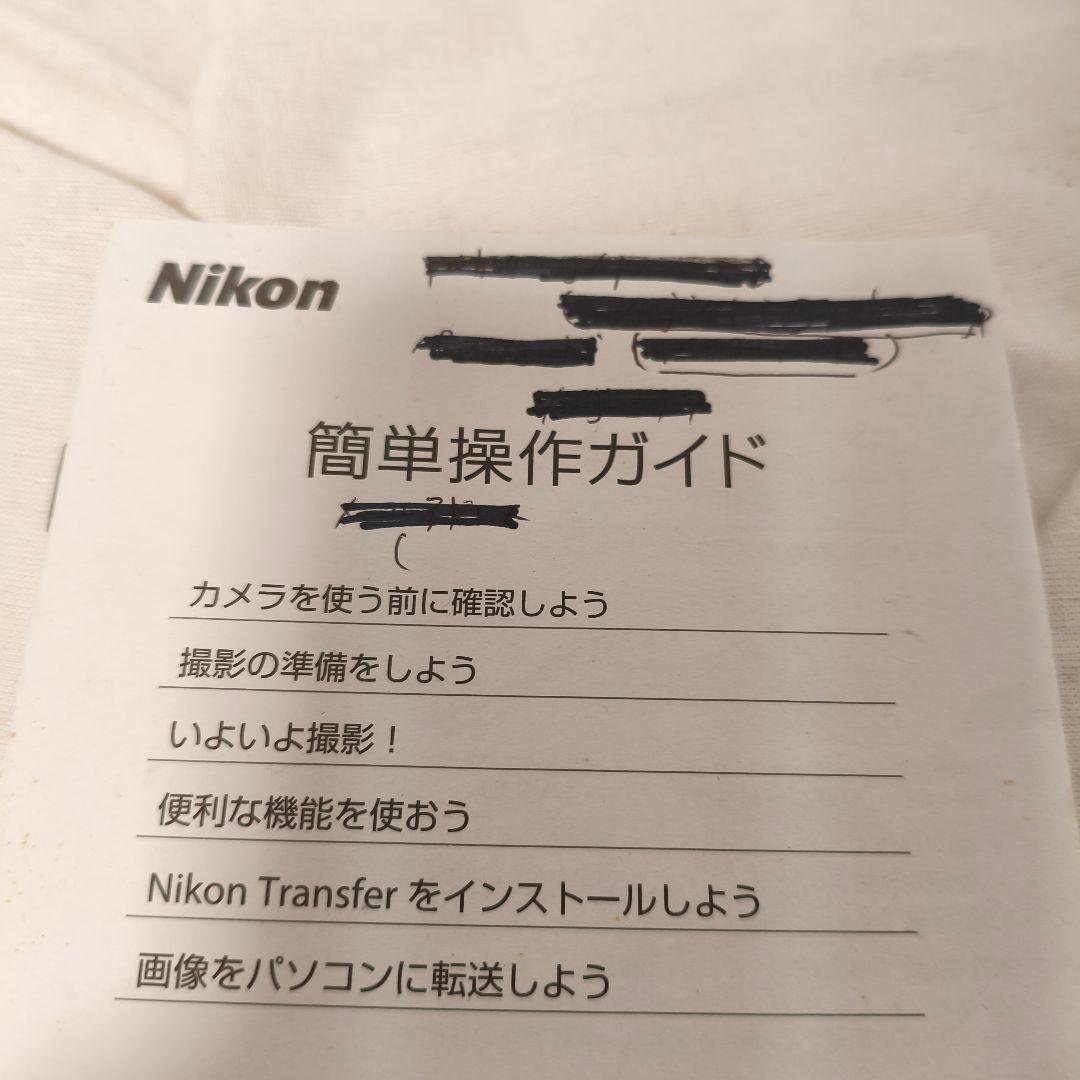 Nikon
簡単操作ガイド
カメラを使う前に確認しよう
撮影の準備をしよう
いよいよ撮影！
便利な機能を使おう
Nikon Transfer をインストールしよう
画像をパソコンに転送しよう